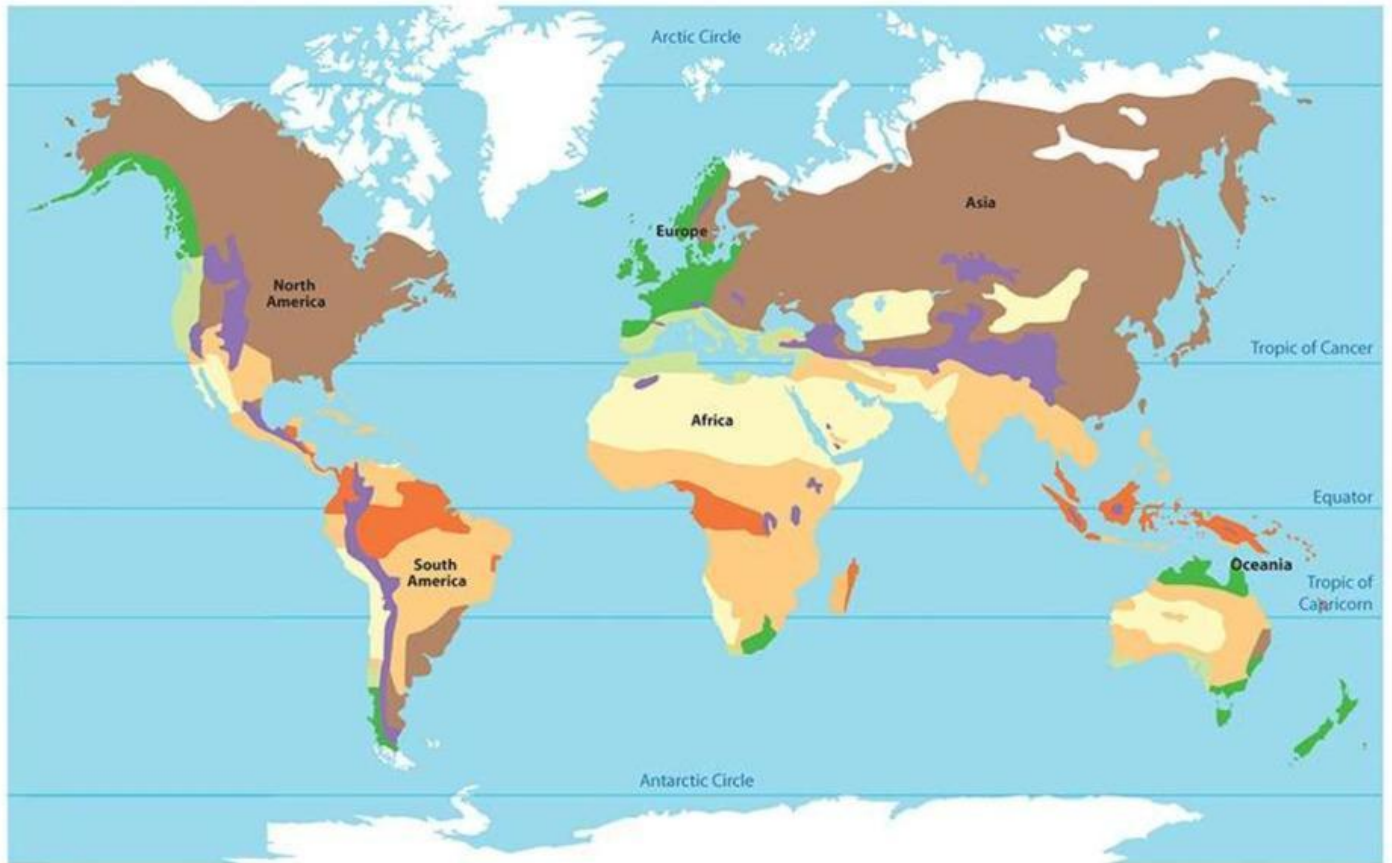 Arctic Circle
Asia
Europe
North
America
Tropic of Cancer
Africa
Equator
South
America
Oceania
Tropic of
Capricorn
Antarctic Circle